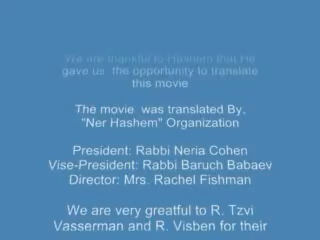 We are thankful to Hashem that He
gave us the opportunity to translate
this movie
The movie was translated By,
"Ner Hashem" Organization
President: Rabbi Neria Cohen
Vise-President: Rabbi Baruch Babaev
Director: Mrs. Rachel Fishman
We are very greatful to R. Tzvi
Vasserman and R. Visben for their